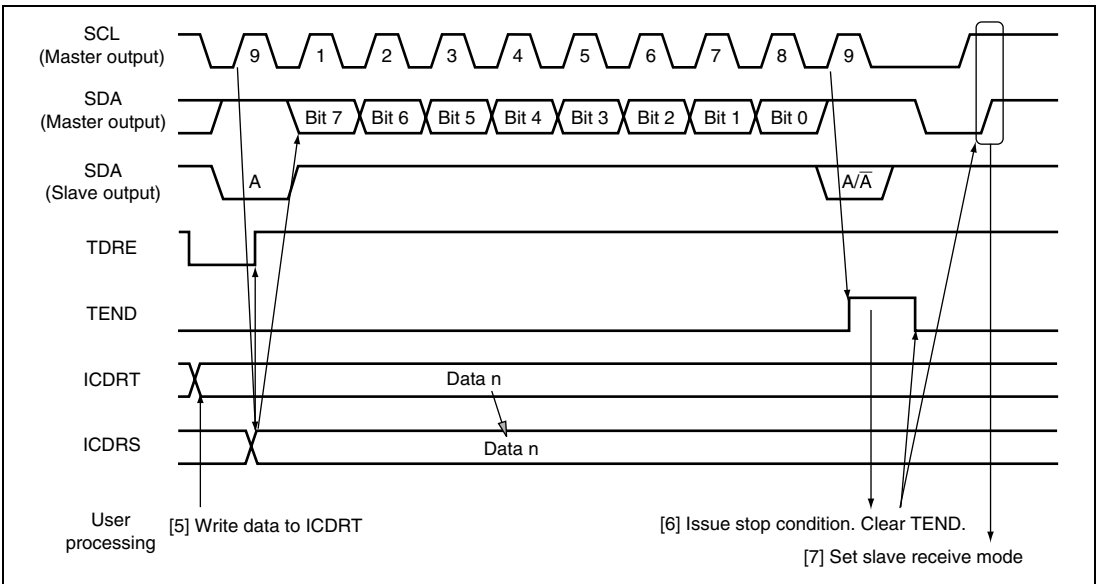 SCL
(Master output)
9 1 2 3 4 5 6 7 8 9
SDA
(Master output)
Bit 7 Bit 6 Bit 5 Bit 4 Bit 3 Bit 2 Bit 1 Bit 0
SDA
(Slave output)
A A/A̅
TDRE
TEND
ICDRT
Data n
ICDRS
Data n
User
processing
[5] Write data to ICDRT
[6] Issue stop condition. Clear TEND.
[7] Set slave receive mode